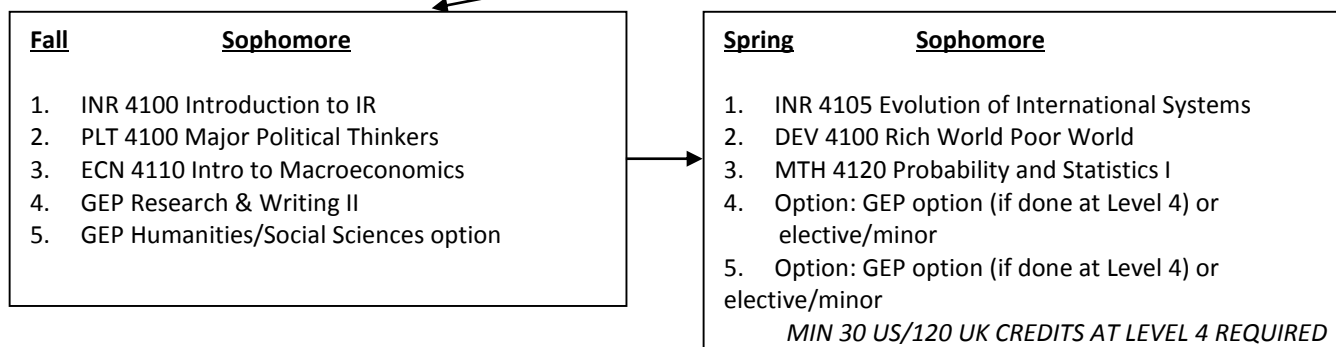 Fall Sophomore
1. INR 4100 Introduction to IR
2. PLT 4100 Major Political Thinkers
3. ECN 4110 Intro to Macroeconomics
4. GEP Research & Writing II
5. GEP Humanities/Social Sciences option
Spring Sophomore
1. INR 4105 Evolution of International Systems
2. DEV 4100 Rich World Poor World
3. MTH 4120 Probability and Statistics I
4. Option: GEP option (if done at Level 4) or
elective/minor
5. Option: GEP option (if done at Level 4) or
elective/minor
MIN 30 US/120 UK CREDITS AT LEVEL 4 REQUIRED